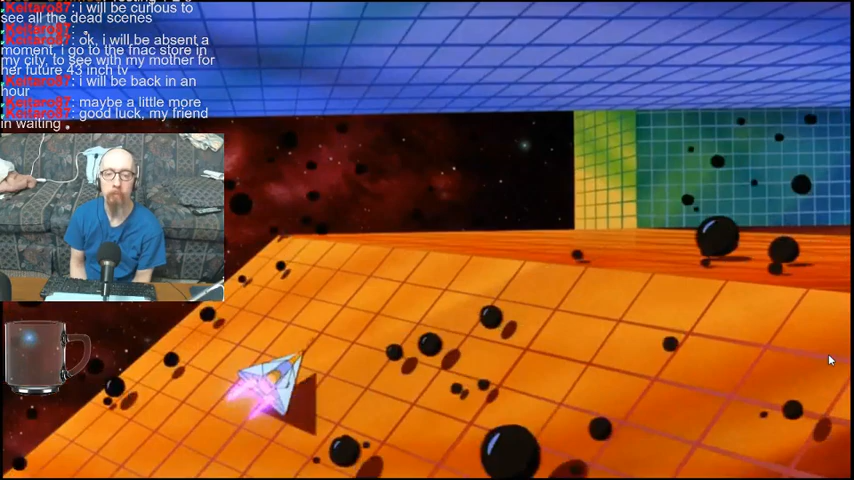 Keitaro87: i will be curious to
see all the dead scenes
Keitaro87: 
Keitaro87: ok, i will be absent a
moment, i go to the fnac store in
my city, to see with my mother for
her future 43 inch tv
Keitaro87: i will be back in an
hour
Keitaro87: maybe a little more
Keitaro87: good luck, my friend
in waiting